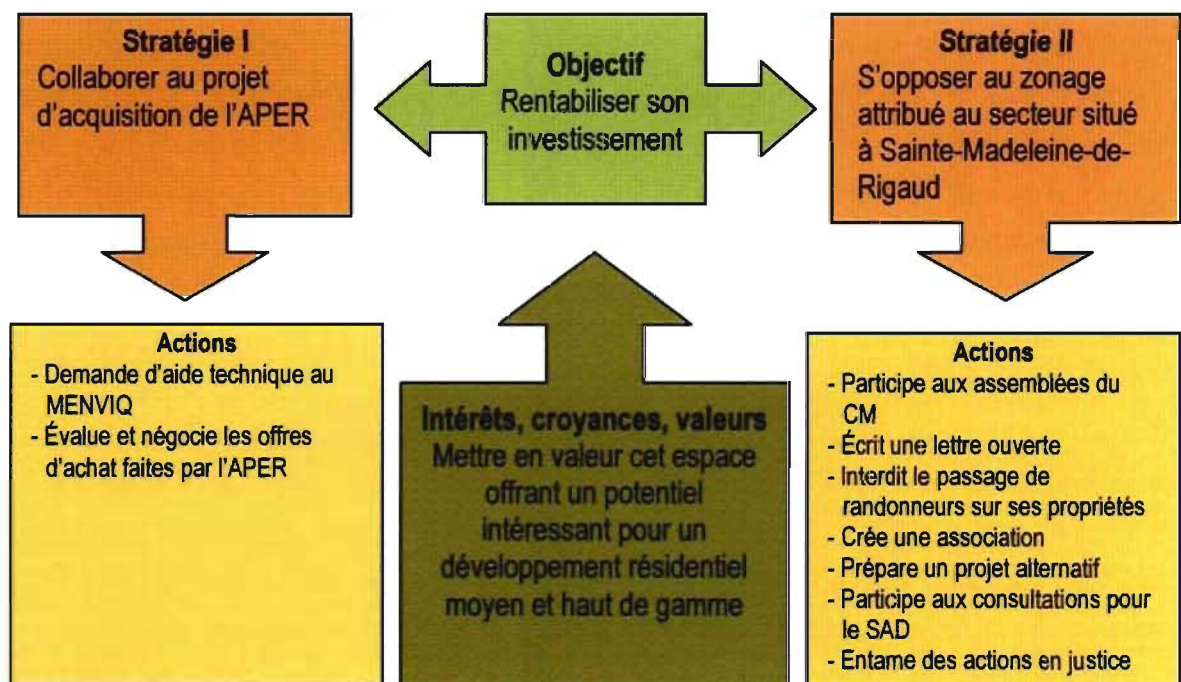 Stratégie I
Collaborer au projet
d'acquisition de l'APER
Objectif
Rentabiliser son
investissement
Stratégie II
S'opposer au zonage
attribué au secteur situé
à Sainte-Madeleine-de-
Rigaud
Actions
- Demande d'aide technique au
MENVIQ
- Évalue et négocie les offres
d'achat faites par l'APER
Intérêts, croyances, valeurs
Mettre en valeur cet espace
offrant un potentiel
intéressant pour un
développement résidentiel
moyen et haut de gamme
Actions
- Participe aux assemblées du
CM
- Écrit une lettre ouverte
- Interdit le passage de
randonneurs sur ses propriétés
- Crée une association
- Prépare un projet alternatif
- Participe aux consultations pour
le SAD
- Entame des actions en justice